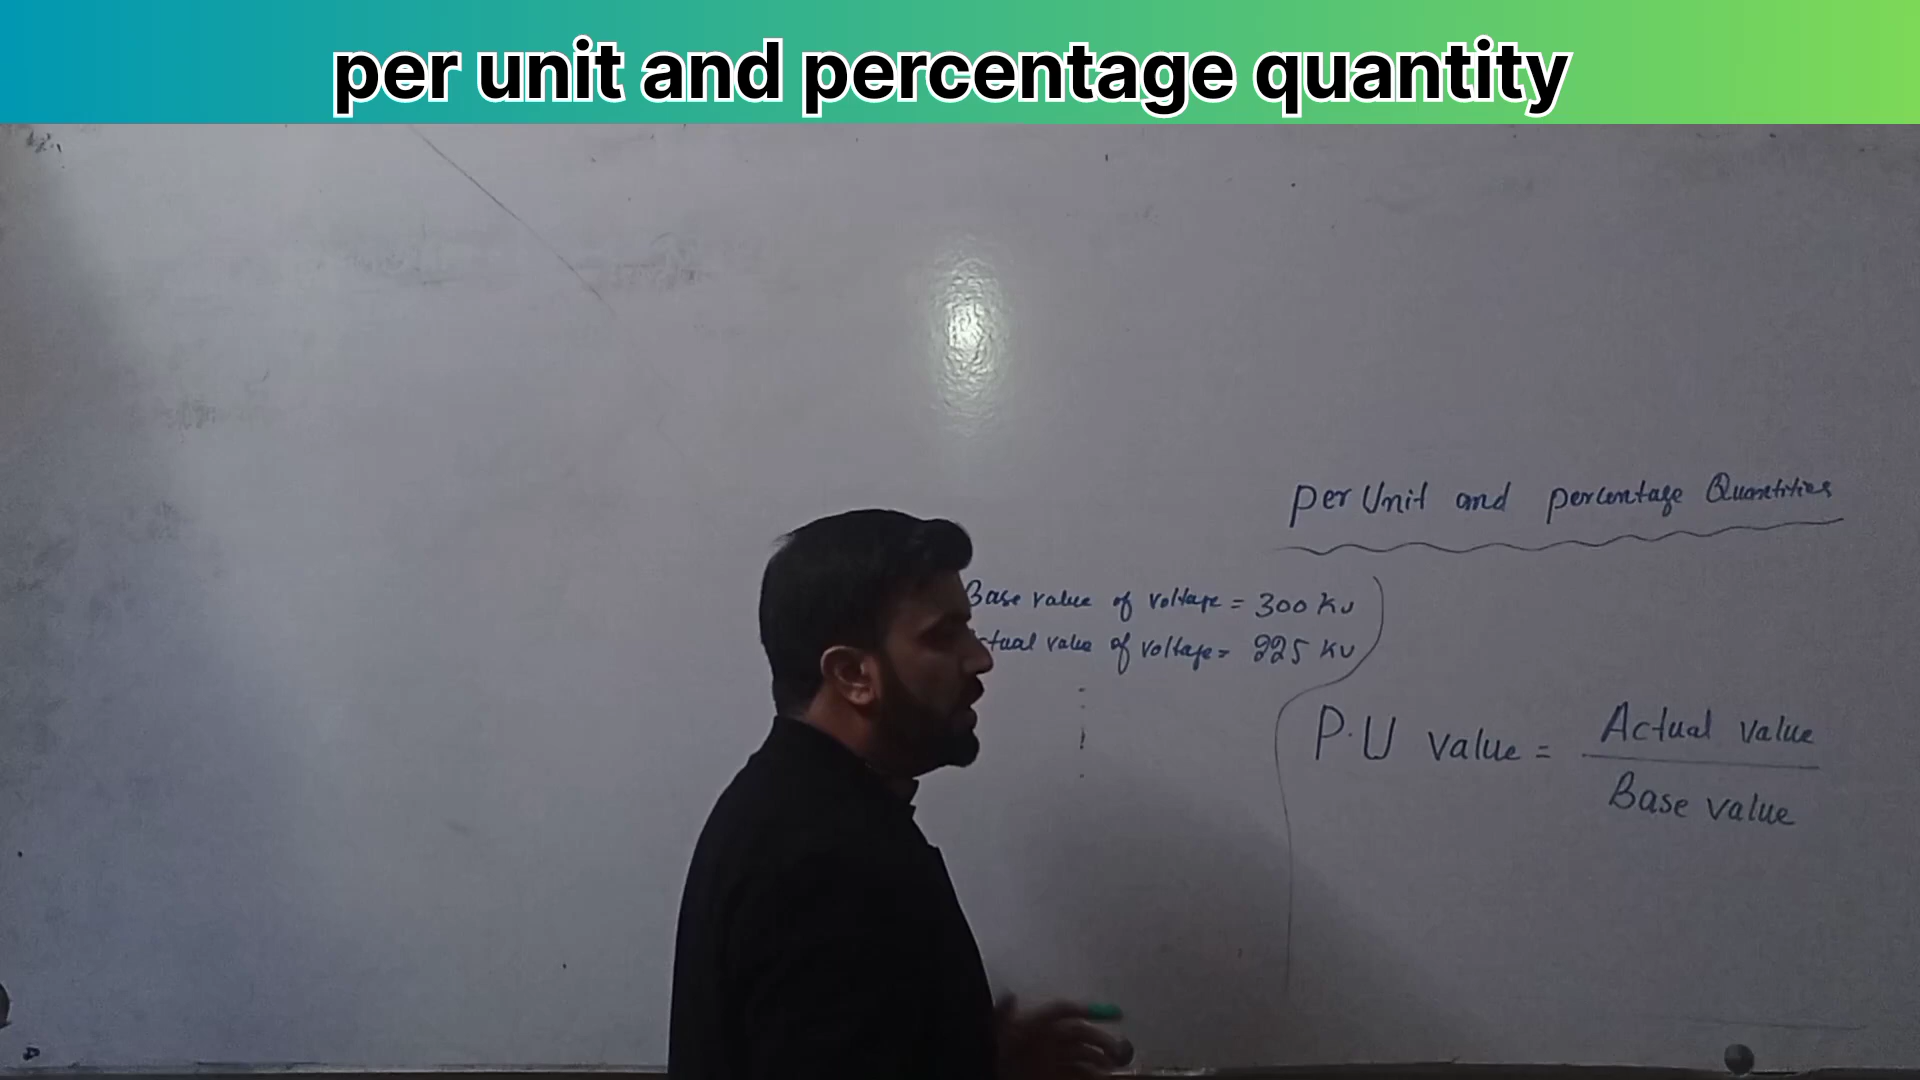 per unit and percentage quantity
Per Unit and percentage Quantities
Base value of voltage = 300 KV
Actual value of voltage = 225 KV
P.U value = Actual value
Base value